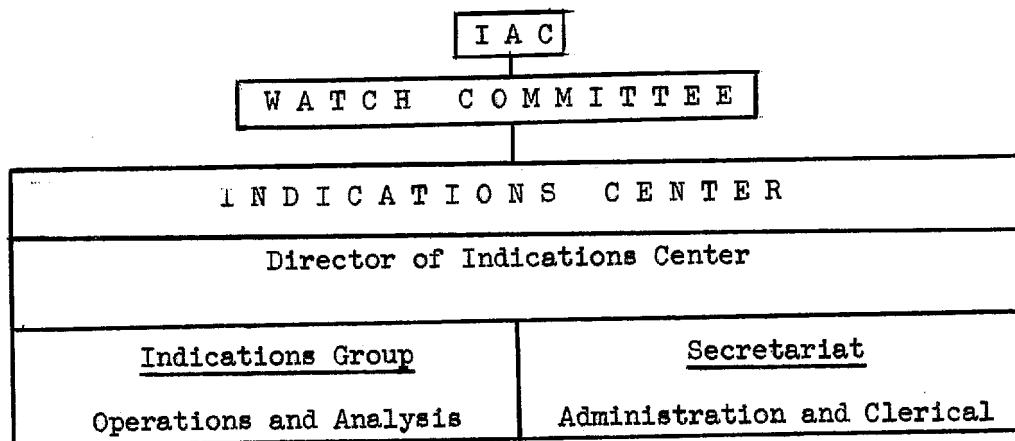 I A C
W A T C H C O M M I T T E E
I N D I C A T I O N S C E N T E R
Director of Indications Center
Indications Group
Secretariat
Operations and Analysis
Administration and Clerical